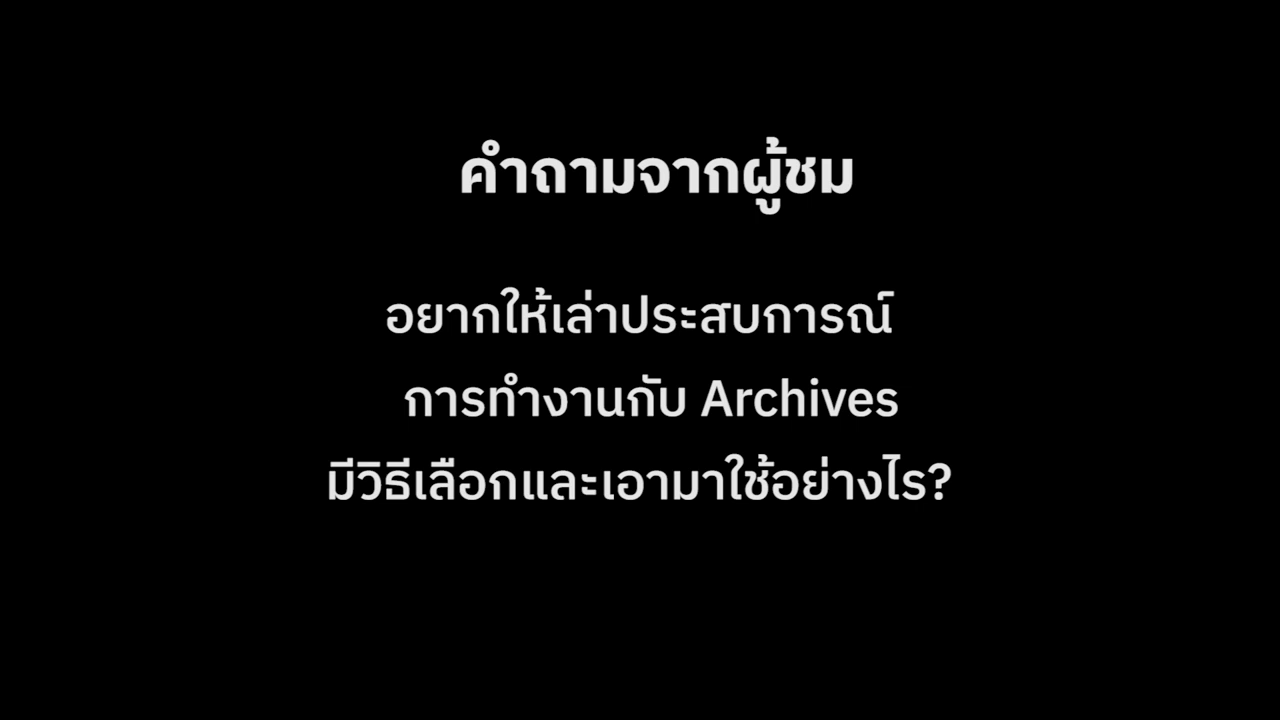 คำถามจากผู้ชม
อยากให้เล่าประสบการณ์
การทำงานกับ Archives
มีวิธีเลือกและเอามาใช้อย่างไร?